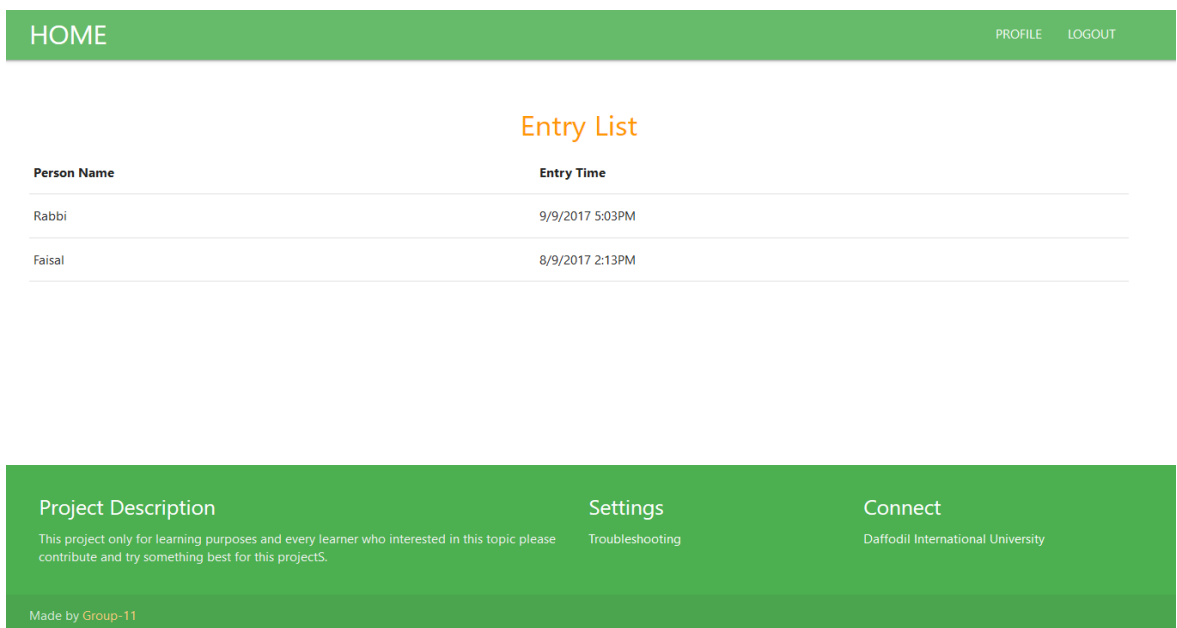 HOME PROFILE LOGOUT
Entry List
Person Name Entry Time
Rabbi 9/9/2017 5:03PM
Faisal 8/9/2017 2:13PM
Project Description Settings Connect
This project only for learning purposes and every learner who interested in this topic please Troubleshooting Daffodil International University
contribute and try something best for this projectS.
Made by Group-11